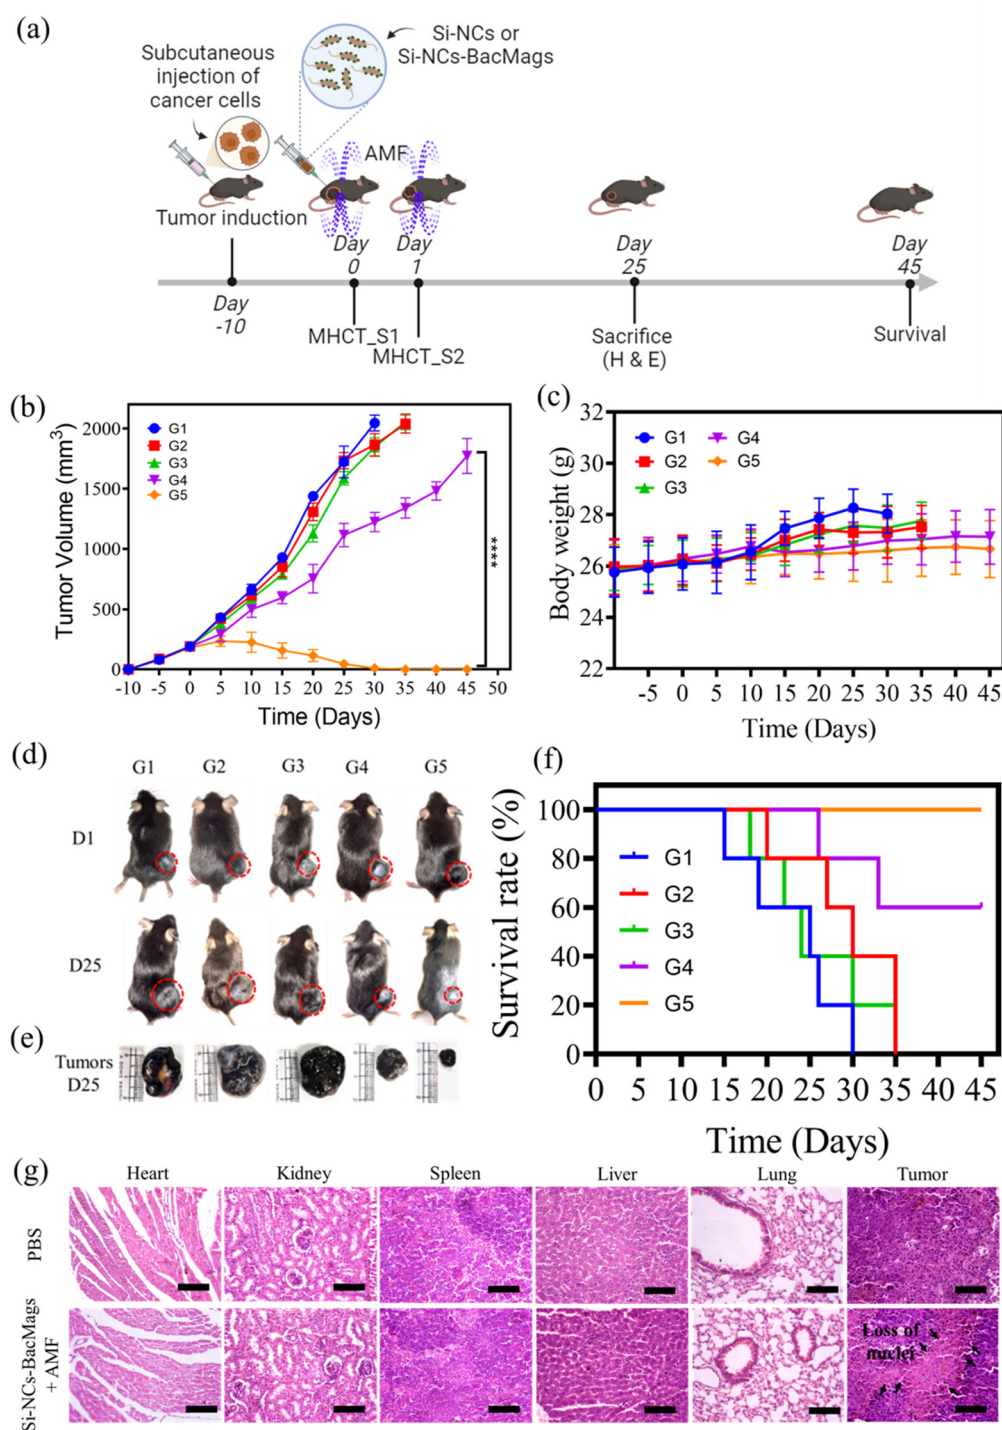 (a)
Subcutaneous
injection of
cancer cells
Si-NCs or
Si-NCs-BacMags
AMF
Tumor induction
Day
-10
Day
0
Day
1
Day
25
Day
45
MHCT_S1
MHCT_S2
Sacrifice
(H & E)
Survival
(b)
Tumor Volume (mm3)
2000
1500
1000
500
0
G1
G2
G3
G4
G5
****
-10 -5 0 5 10 15 20 25 30 35 40 45 50
Time (Days)
(c)
Body weight (g)
32
30
28
26
24
22
G1
G2
G3
G4
G5
-5 0 5 10 15 20 25 30 35 40 45
Time (Days)
(d)
G1 G2 G3 G4 G5
D1
D25
(e)
Tumors
D25
(f)
Survival rate (%)
100
80
60
40
20
0
G1
G2
G3
G4
G5
0 5 10 15 20 25 30 35 41 45 47
Time (Days)
(g)
Heart Kidney Spleen Liver Lung Tumor
PBS
Si-NCs-BacMags
+ AMF
Loss of
nuclei